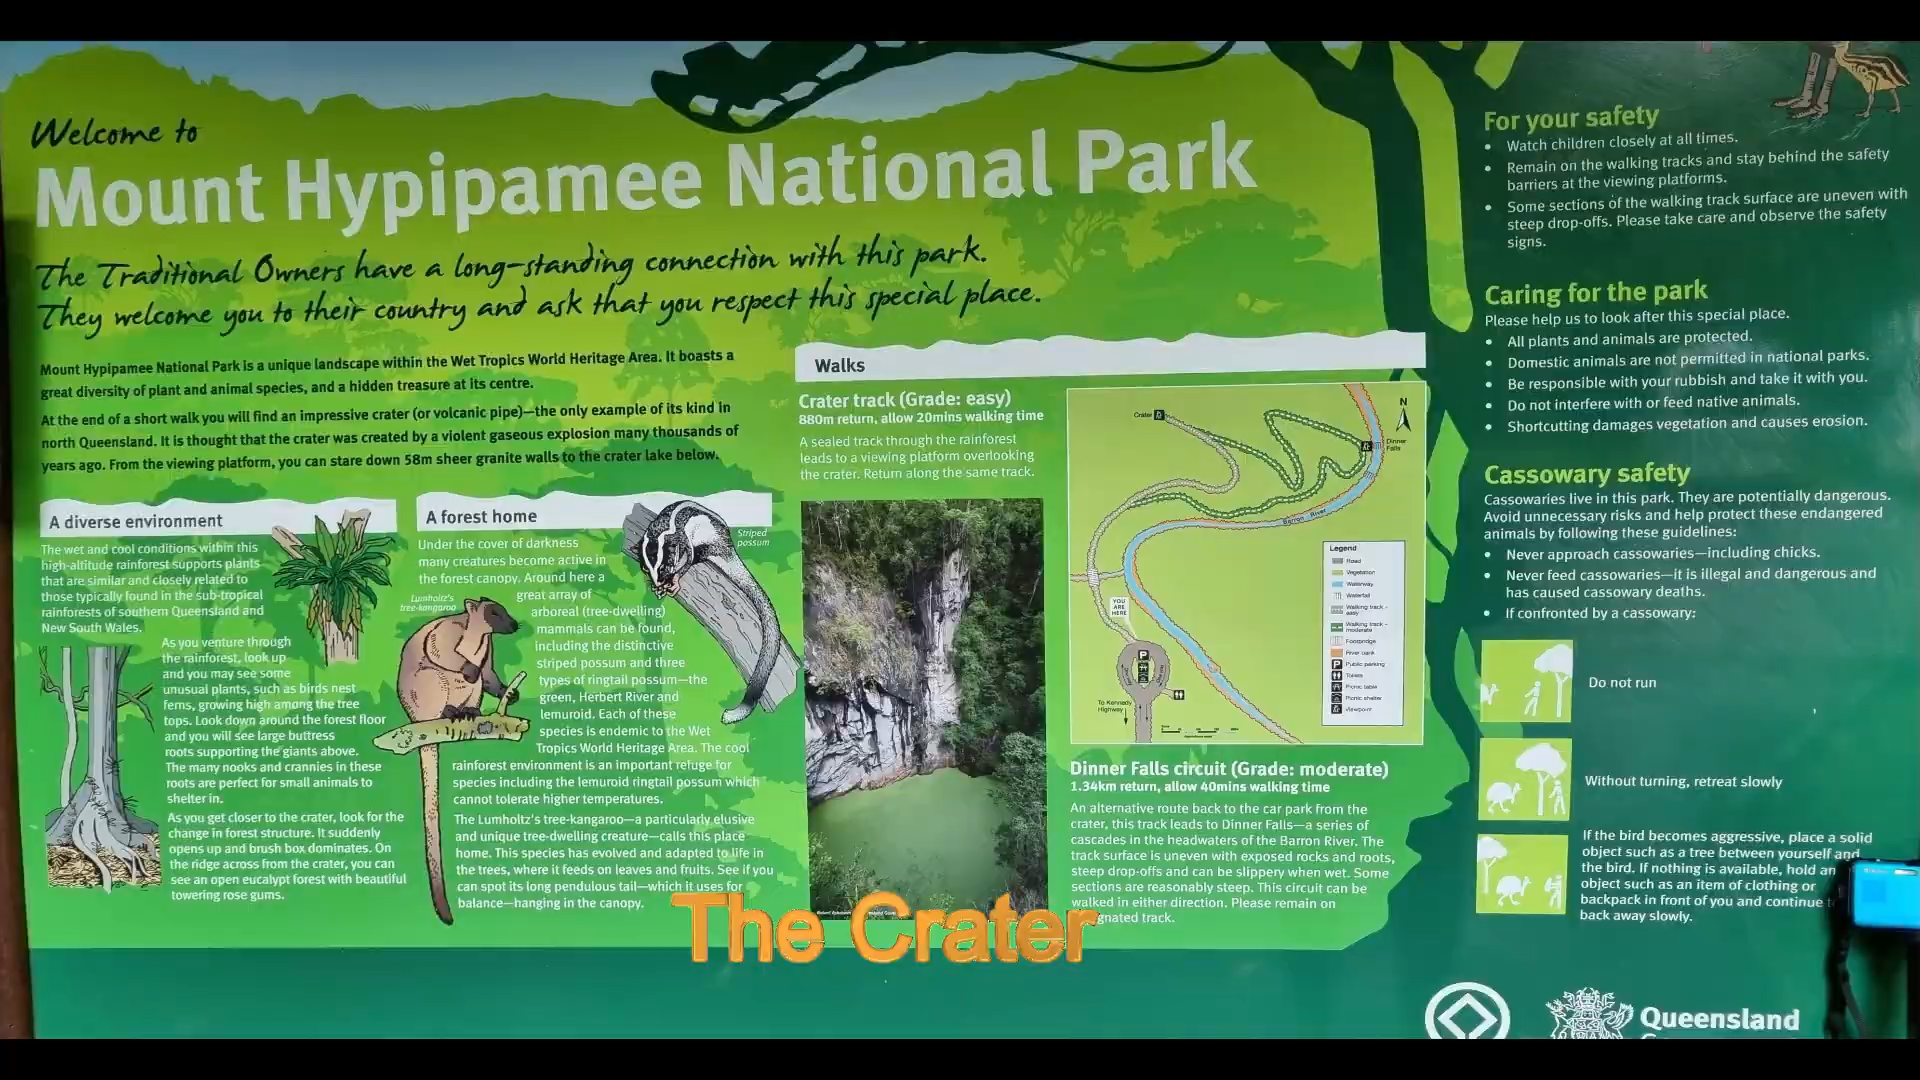 Welcome to
Mount Hypipamee National Park
The Traditional Owners have a long-standing connection with this park.
They welcome you to their country and ask that you respect this special place.
Mount Hypipamee National Park is a unique landscape within the Wet Tropics World Heritage Area. It boasts a
great diversity of plant and animal species, and a hidden treasure at its centre.
At the end of a short walk you will find an impressive crater (or volcanic pipe)—the only example of its kind in
north Queensland. It is thought that the crater was created by a violent gaseous explosion many thousands of
years ago. From the viewing platform, you can stare down 58m sheer granite walls to the crater lake below.
A diverse environment
The wet and cool conditions within this
high-altitude rainforest supports plants
that are similar and closely related to
those typically found in the sub-tropical
rainforests of southern Queensland and
New South Wales.
As you venture through
the rainforest, look up
and you may see some
unusual plants, such as birds nest
ferns, growing high among the tree
tops. Look down around the forest floor
and you will see large buttress
roots supporting the giants above.
The many nooks and crannies in these
roots are perfect for small animals to
shelter in.
As you get closer to the crater, look for the
change in forest structure. It suddenly
opens up and brush box dominates. On
the ridge across from the crater, you can
see an open eucalypt forest with beautiful
towering rose gums.
A forest home
Under the cover of darkness
many creatures become active in
the forest canopy. Around here a
great array of
arboreal (tree-dwelling)
mammals can be found,
including the distinctive
striped possum and three
types of ringtail possum—the
green, Herbert River and
lemuroid. Each of these
species is endemic to the Wet
Tropics World Heritage Area. The cool
rainforest environment is an important refuge for
species including the lemuroid ringtail possum which
cannot tolerate higher temperatures.
The Lumholtz's tree-kangaroo—a particularly elusive
and unique tree-dwelling creature—calls this place
home. This species has evolved and adapted to life in
the trees, where it feeds on leaves and fruits. See if you
can spot its long pendulous tail—which it uses for
balance—hanging in the canopy.
Lumholtz's
tree-kangaroo
Striped
possum
Walks
Crater track (Grade: easy)
880m return, allow 20mins walking time
A sealed track through the rainforest
leads to a viewing platform overlooking
the crater. Return along the same track.
Crater
N
Dinner
Falls
Barron River
YOU
ARE
HERE
P
To Kennedy
Highway
Legend
Road
Vegetation
Waterway
Waterfall
Walking track –
easy
Walking track –
moderate
Footbridge
River bank
P Public parking
Toilets
Picnic table
Picnic shelter
Viewpoint
Dinner Falls circuit (Grade: moderate)
1.34km return, allow 40mins walking time
An alternative route back to the car park from the
crater, this track leads to Dinner Falls—a series of
cascades in the headwaters of the Barron River. The
track surface is uneven with exposed rocks and roots,
steep drop-offs and can be slippery when wet. Some
sections are reasonably steep. This circuit can be
walked in either direction. Please remain on
gnated track.
The Crater
For your safety
• Watch children closely at all times.
• Remain on the walking tracks and stay behind the safety
barriers at the viewing platforms.
• Some sections of the walking track surface are uneven with
steep drop-offs. Please take care and observe the safety
signs.
Caring for the park
Please help us to look after this special place.
• All plants and animals are protected.
• Domestic animals are not permitted in national parks.
• Be responsible with your rubbish and take it with you.
• Do not interfere with or feed native animals.
• Shortcutting damages vegetation and causes erosion.
Cassowary safety
Cassowaries live in this park. They are potentially dangerous.
Avoid unnecessary risks and help protect these endangered
animals by following these guidelines:
• Never approach cassowaries—including chicks.
• Never feed cassowaries—it is illegal and dangerous and
has caused cassowary deaths.
• If confronted by a cassowary:
Do not run
Without turning, retreat slowly
If the bird becomes aggressive, place a solid
object such as a tree between yourself and
the bird. If nothing is available, hold an
object such as an item of clothing or
backpack in front of you and continue
back away slowly.
Queensland